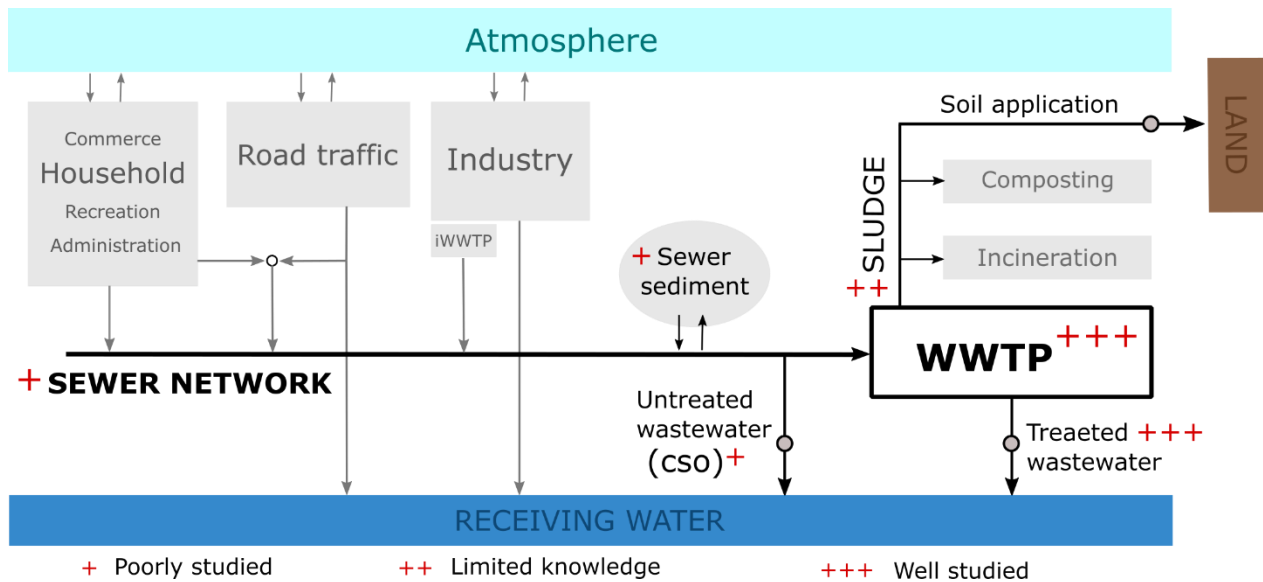 Atmosphere
Commerce
Household
Recreation
Administration
Road traffic
Industry
iWWTP
+ Sewer
sediment
Soil application
LAND
SLUDGE
++
Composting
Incineration
WWTP+++
+ SEWER NETWORK
Untreated
wastewater
(cso)+
Treaeted +++
wastewater
RECEIVING WATER
+ Poorly studied
++ Limited knowledge
+++ Well studied